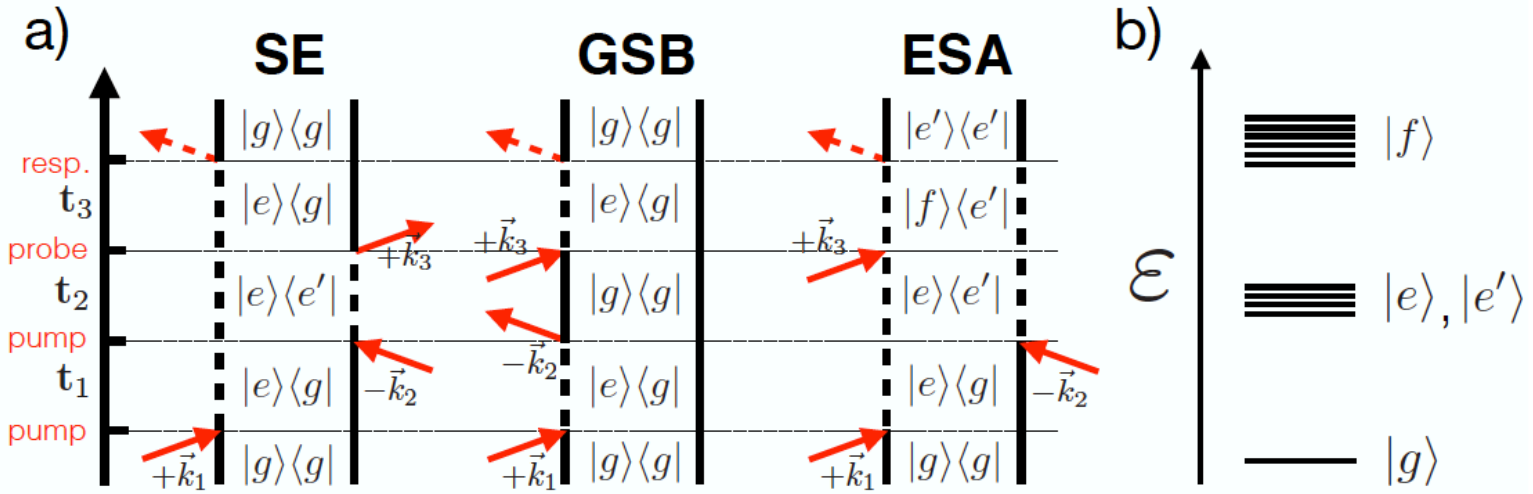 a) SE GSB ESA b)
|g⟩⟨g| |g⟩⟨g| |e′⟩⟨e′| |f⟩
resp.
t₃ |e⟩⟨g| |e⟩⟨g| |f⟩⟨e′|
probe +k⃗₃ +k⃗₃ +k⃗₃
t₂ |e⟩⟨e′| |g⟩⟨g| |e⟩⟨e′| ℰ |e⟩, |e′⟩
pump −k⃗₂ −k⃗₂ −k⃗₂
t₁ |e⟩⟨g| |e⟩⟨g| |e⟩⟨g|
pump
+k⃗₁ |g⟩⟨g| +k⃗₁ |g⟩⟨g| +k⃗₁ |g⟩⟨g| |g⟩